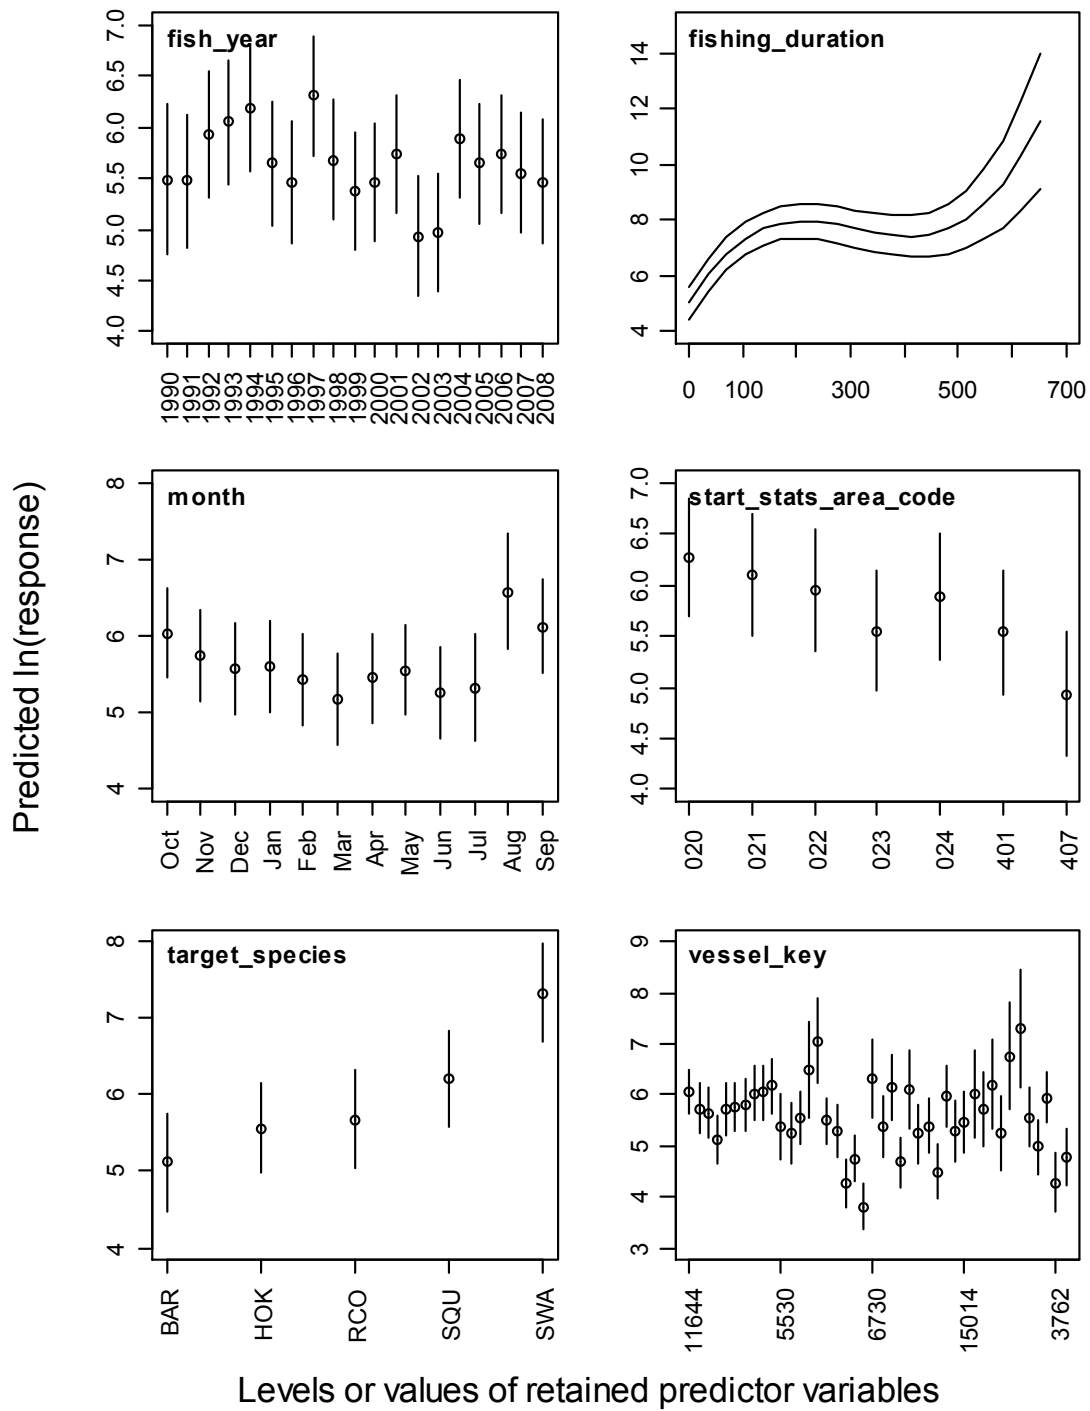 fish_year
7.0
6.5
6.0
5.5
5.0
4.5
4.0
1990 1991 1992 1993 1994 1995 1996 1997 1998 1999 2000 2001 2002 2003 2004 2005 2006 2007 2008
fishing_duration
14
12
10
8
6
4
0 100 300 500 700
Predicted ln(response)
month
8
7
6
5
4
Oct Nov Dec Jan Feb Mar Apr May Jun Jul Aug Sep
start_stats_area_code
7.0
6.5
6.0
5.5
5.0
4.5
4.0
020 021 022 023 024 401 407
target_species
8
7
6
5
4
BAR HOK RCO SQU SWA
vessel_key
9
8
7
6
5
4
3
11644 5530 6730 15014 3762
Levels or values of retained predictor variables